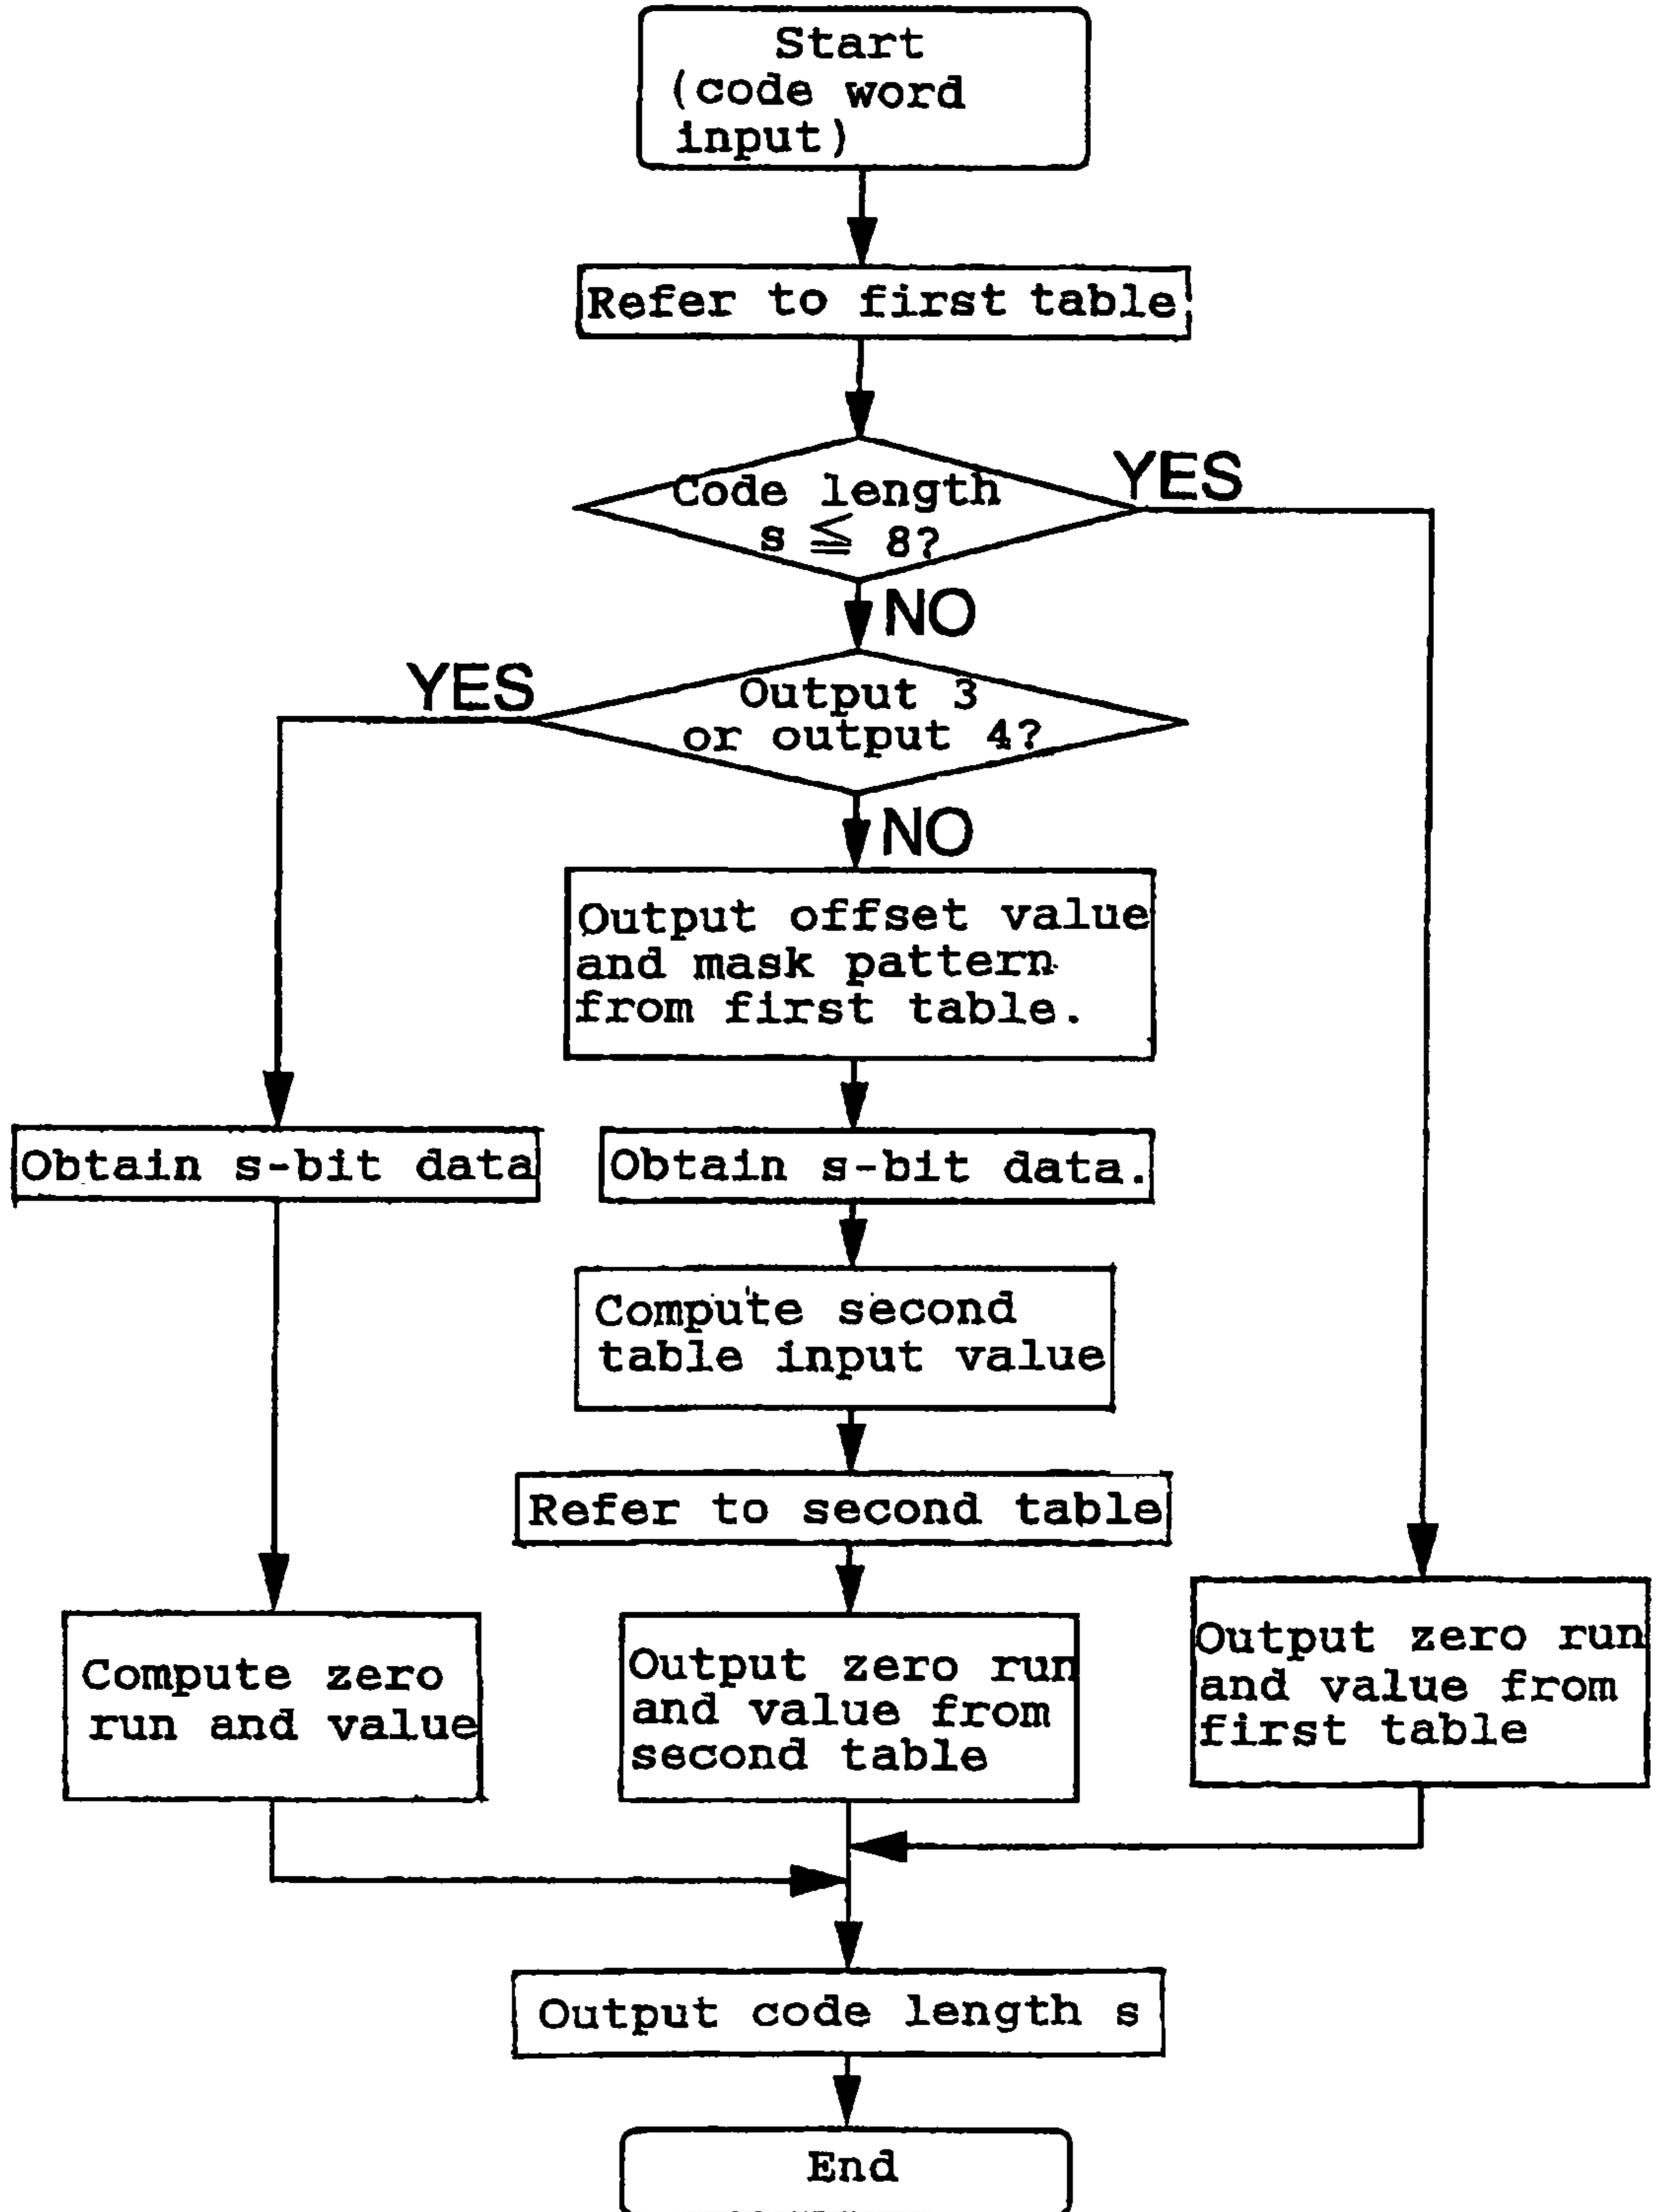 Start
(code word
input)
Refer to first table
Code length
s ≦ 8?
YES
NO
YES
Output 3
or output 4?
NO
Output offset value
and mask pattern
from first table.
Obtain s-bit data
Obtain s-bit data.
Compute second
table input value
Refer to second table
Compute zero
run and value
Output zero run
and value from
second table
Output zero run
and value from
first table
Output code length s
End